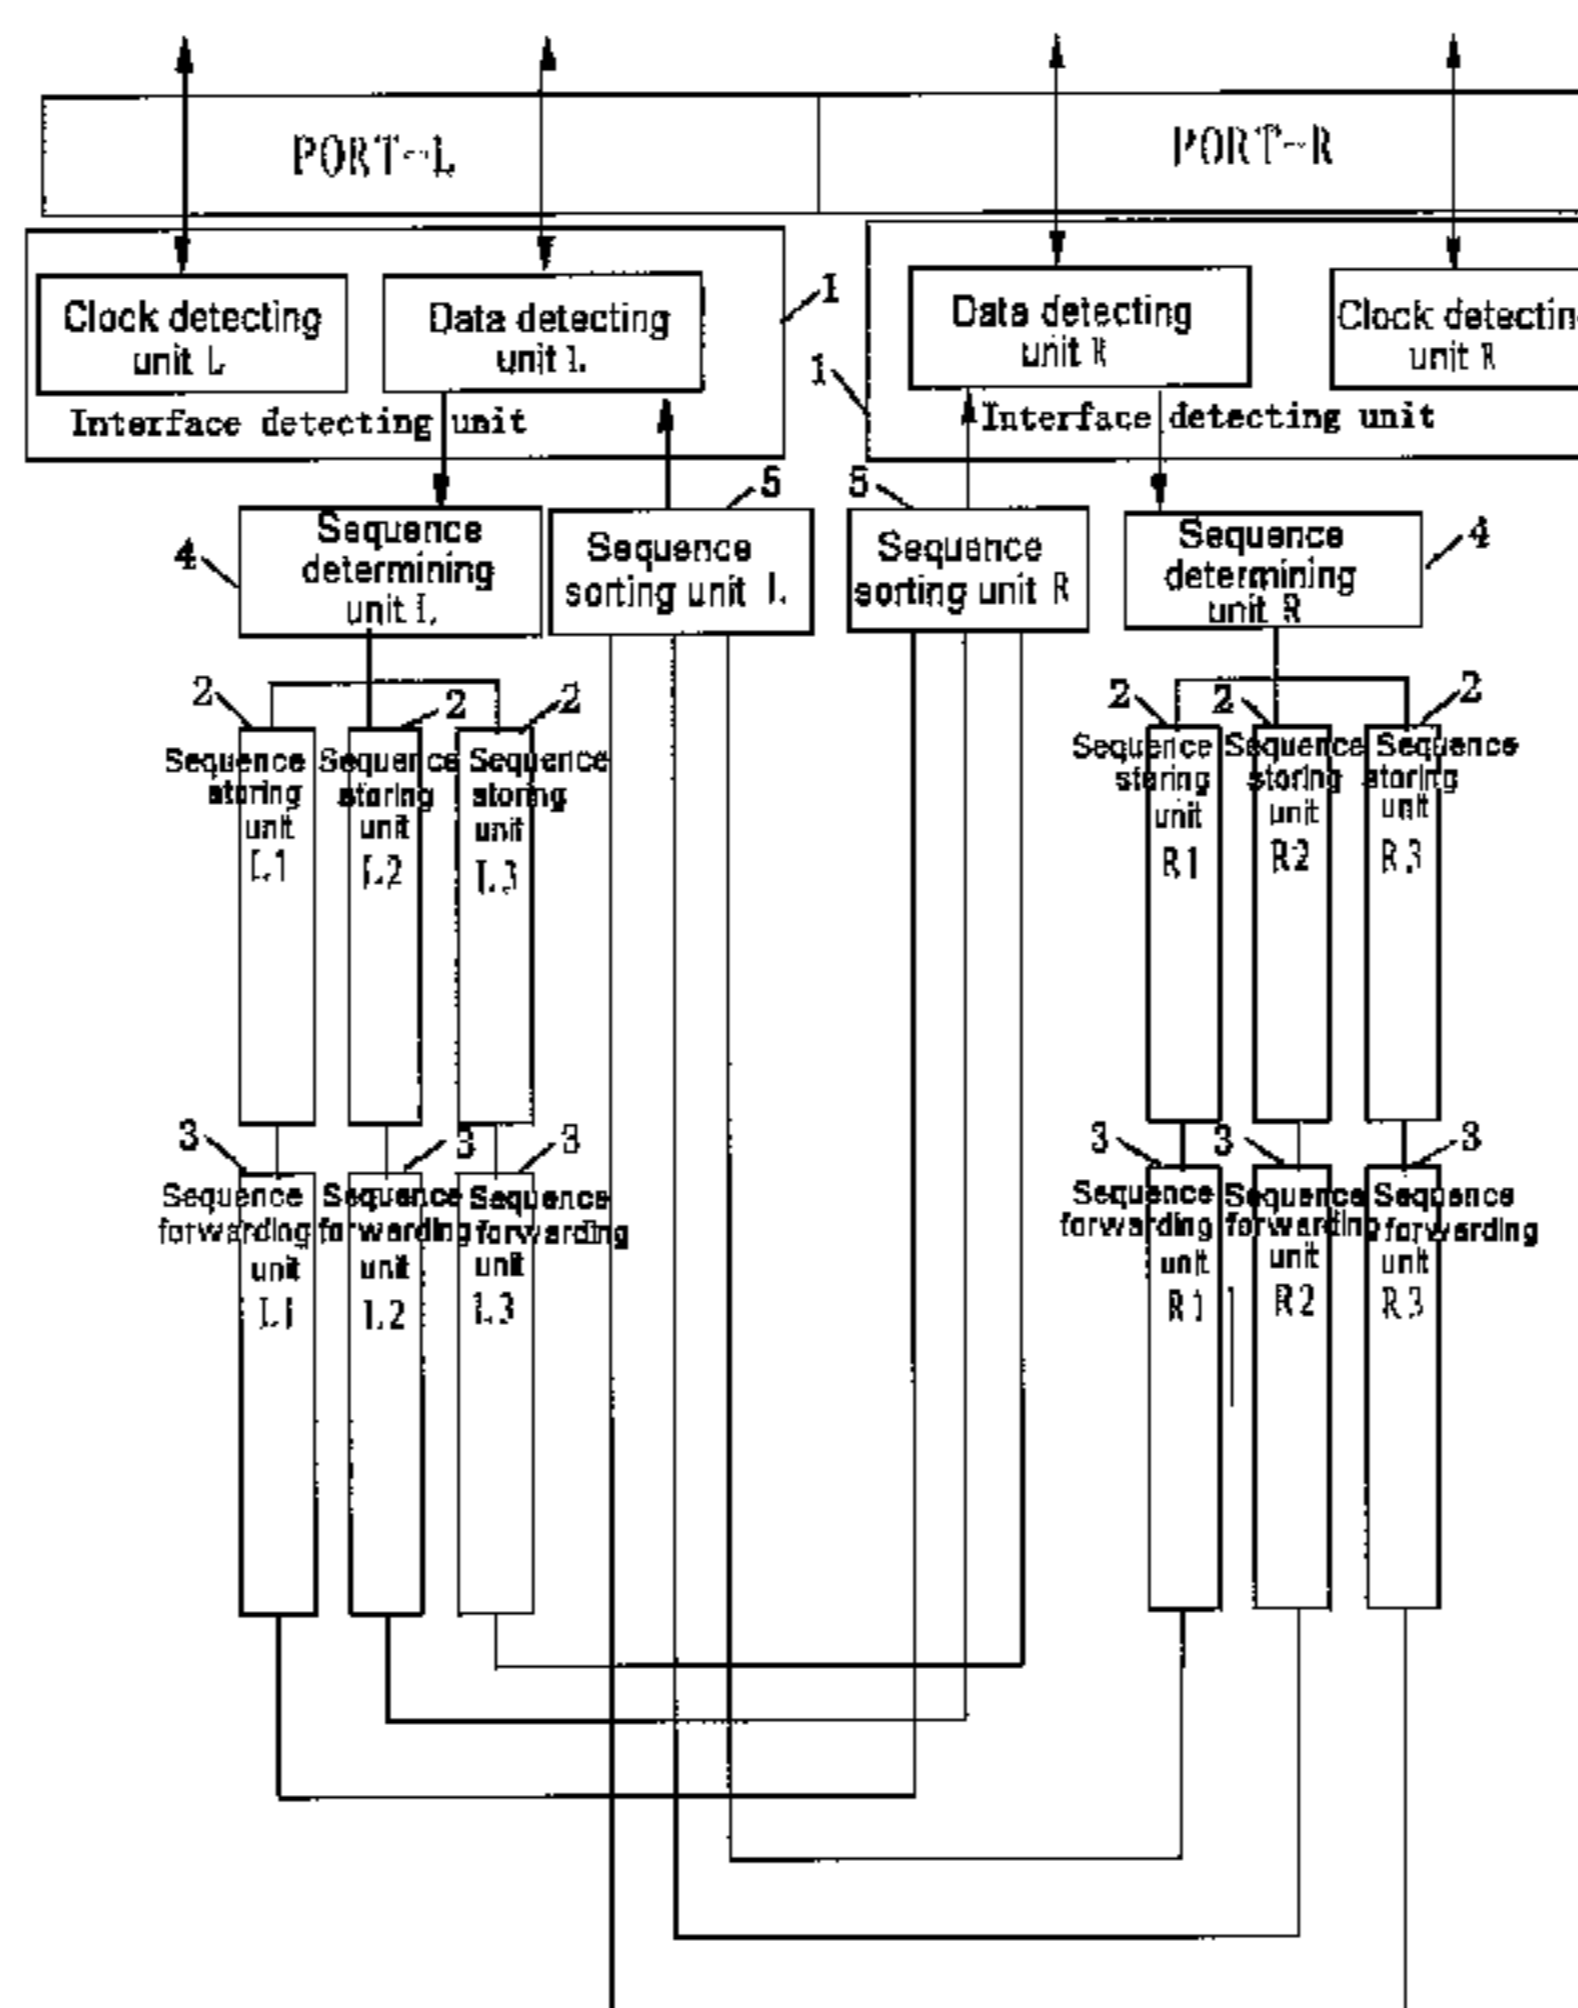 PORT-L
PORT-R
Clock detecting
unit L
Data detecting
unit L
1
Data detecting
unit R
Clock detectin
unit R
1
Interface detecting unit
Interface detecting unit
5
5
4
Sequence
determining
unit L
Sequence
sorting unit L
Sequence
sorting unit R
Sequence
determining
unit R
4
2
2
2
2
2
2
Sequence
storing
unit
L1
Sequence
storing
unit
L2
Sequence
storing
unit
L3
Sequence
storing
unit
R1
Sequence
storing
unit
R2
Sequence
storing
unit
R3
3
3
3
3
3
3
Sequence
forwarding
unit
L1
Sequence
forwarding
unit
L2
Sequence
forwarding
unit
L3
Sequence
forwarding
unit
R1
Sequence
forwarding
unit
R2
Sequence
forwarding
unit
R3